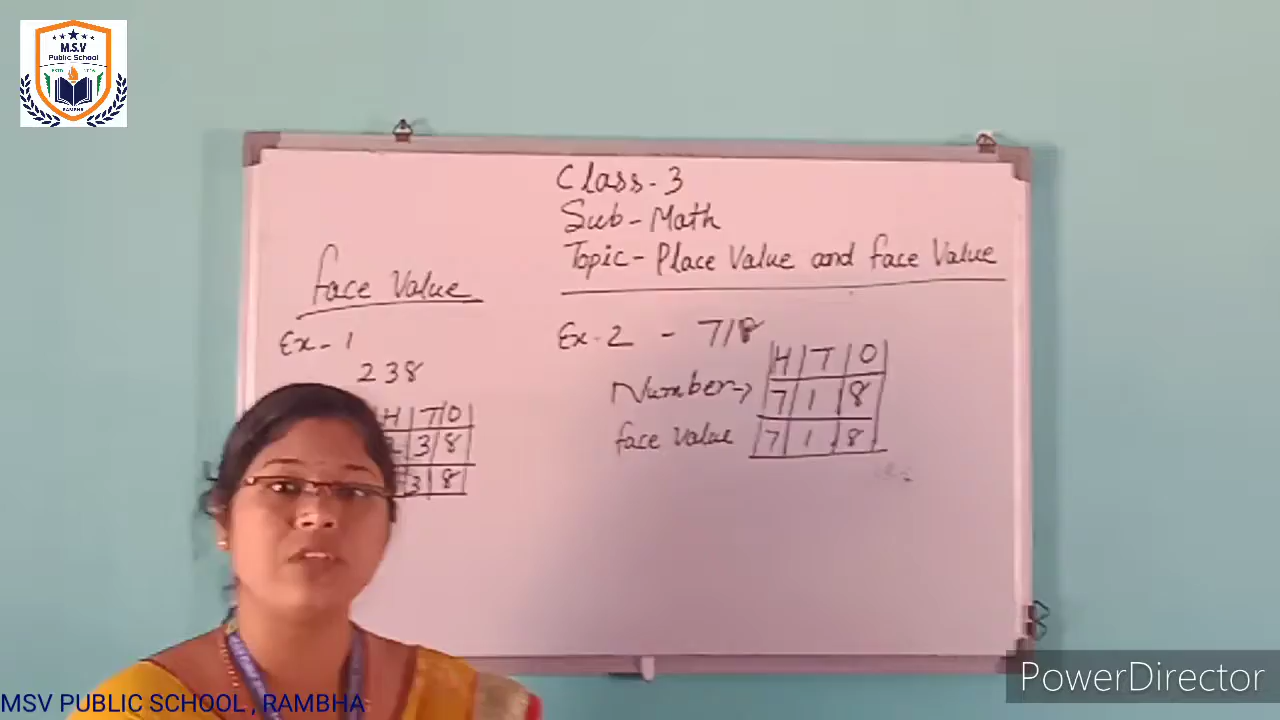 M.S.V
Public School
RAMBHA
Class-3
Sub-Math
Topic-Place Value and face Value
face Value
Ex-1
238
H T O
3 8
3 8
Ex-2 - 718
H T O
Number→ 7 1 8
face value 7 1 8
MSV PUBLIC SCHOOL , RAMBHA
PowerDirector